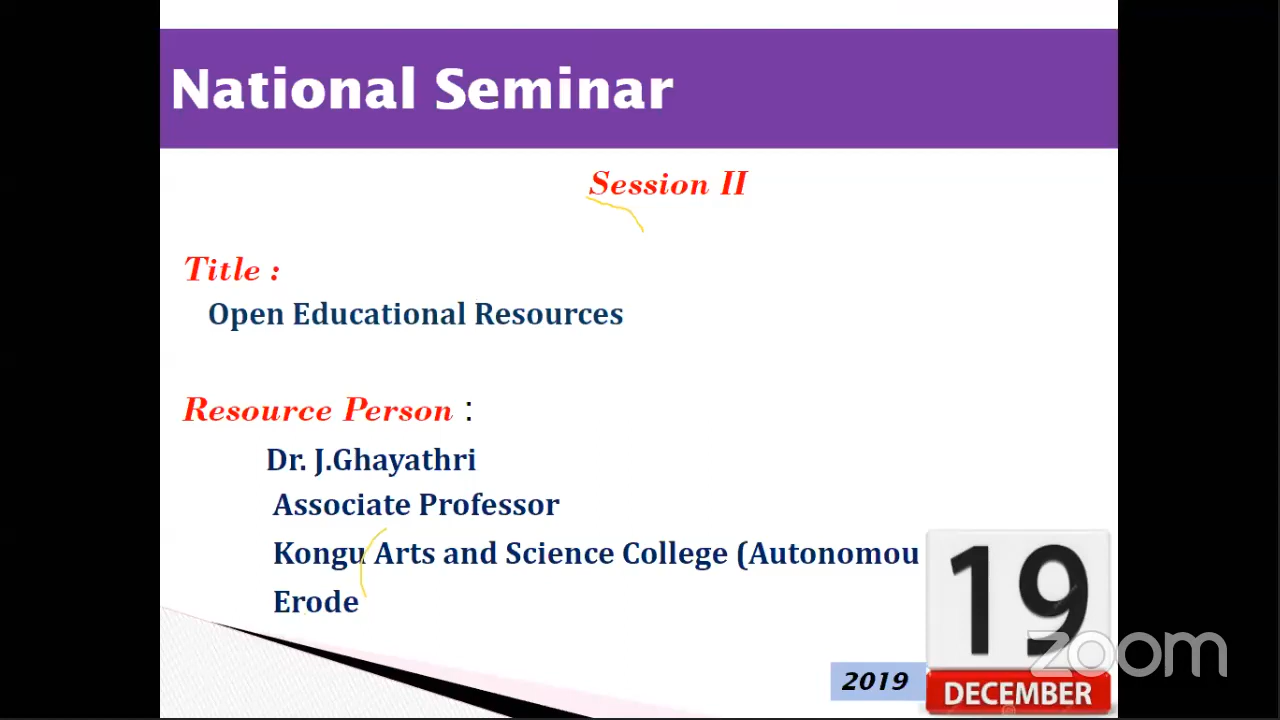 National Seminar
Session II
Title :
Open Educational Resources
Resource Person :
Dr. J.Ghayathri
Associate Professor
Kongu Arts and Science College (Autonomou
Erode
19
zoom
2019
DECEMBER